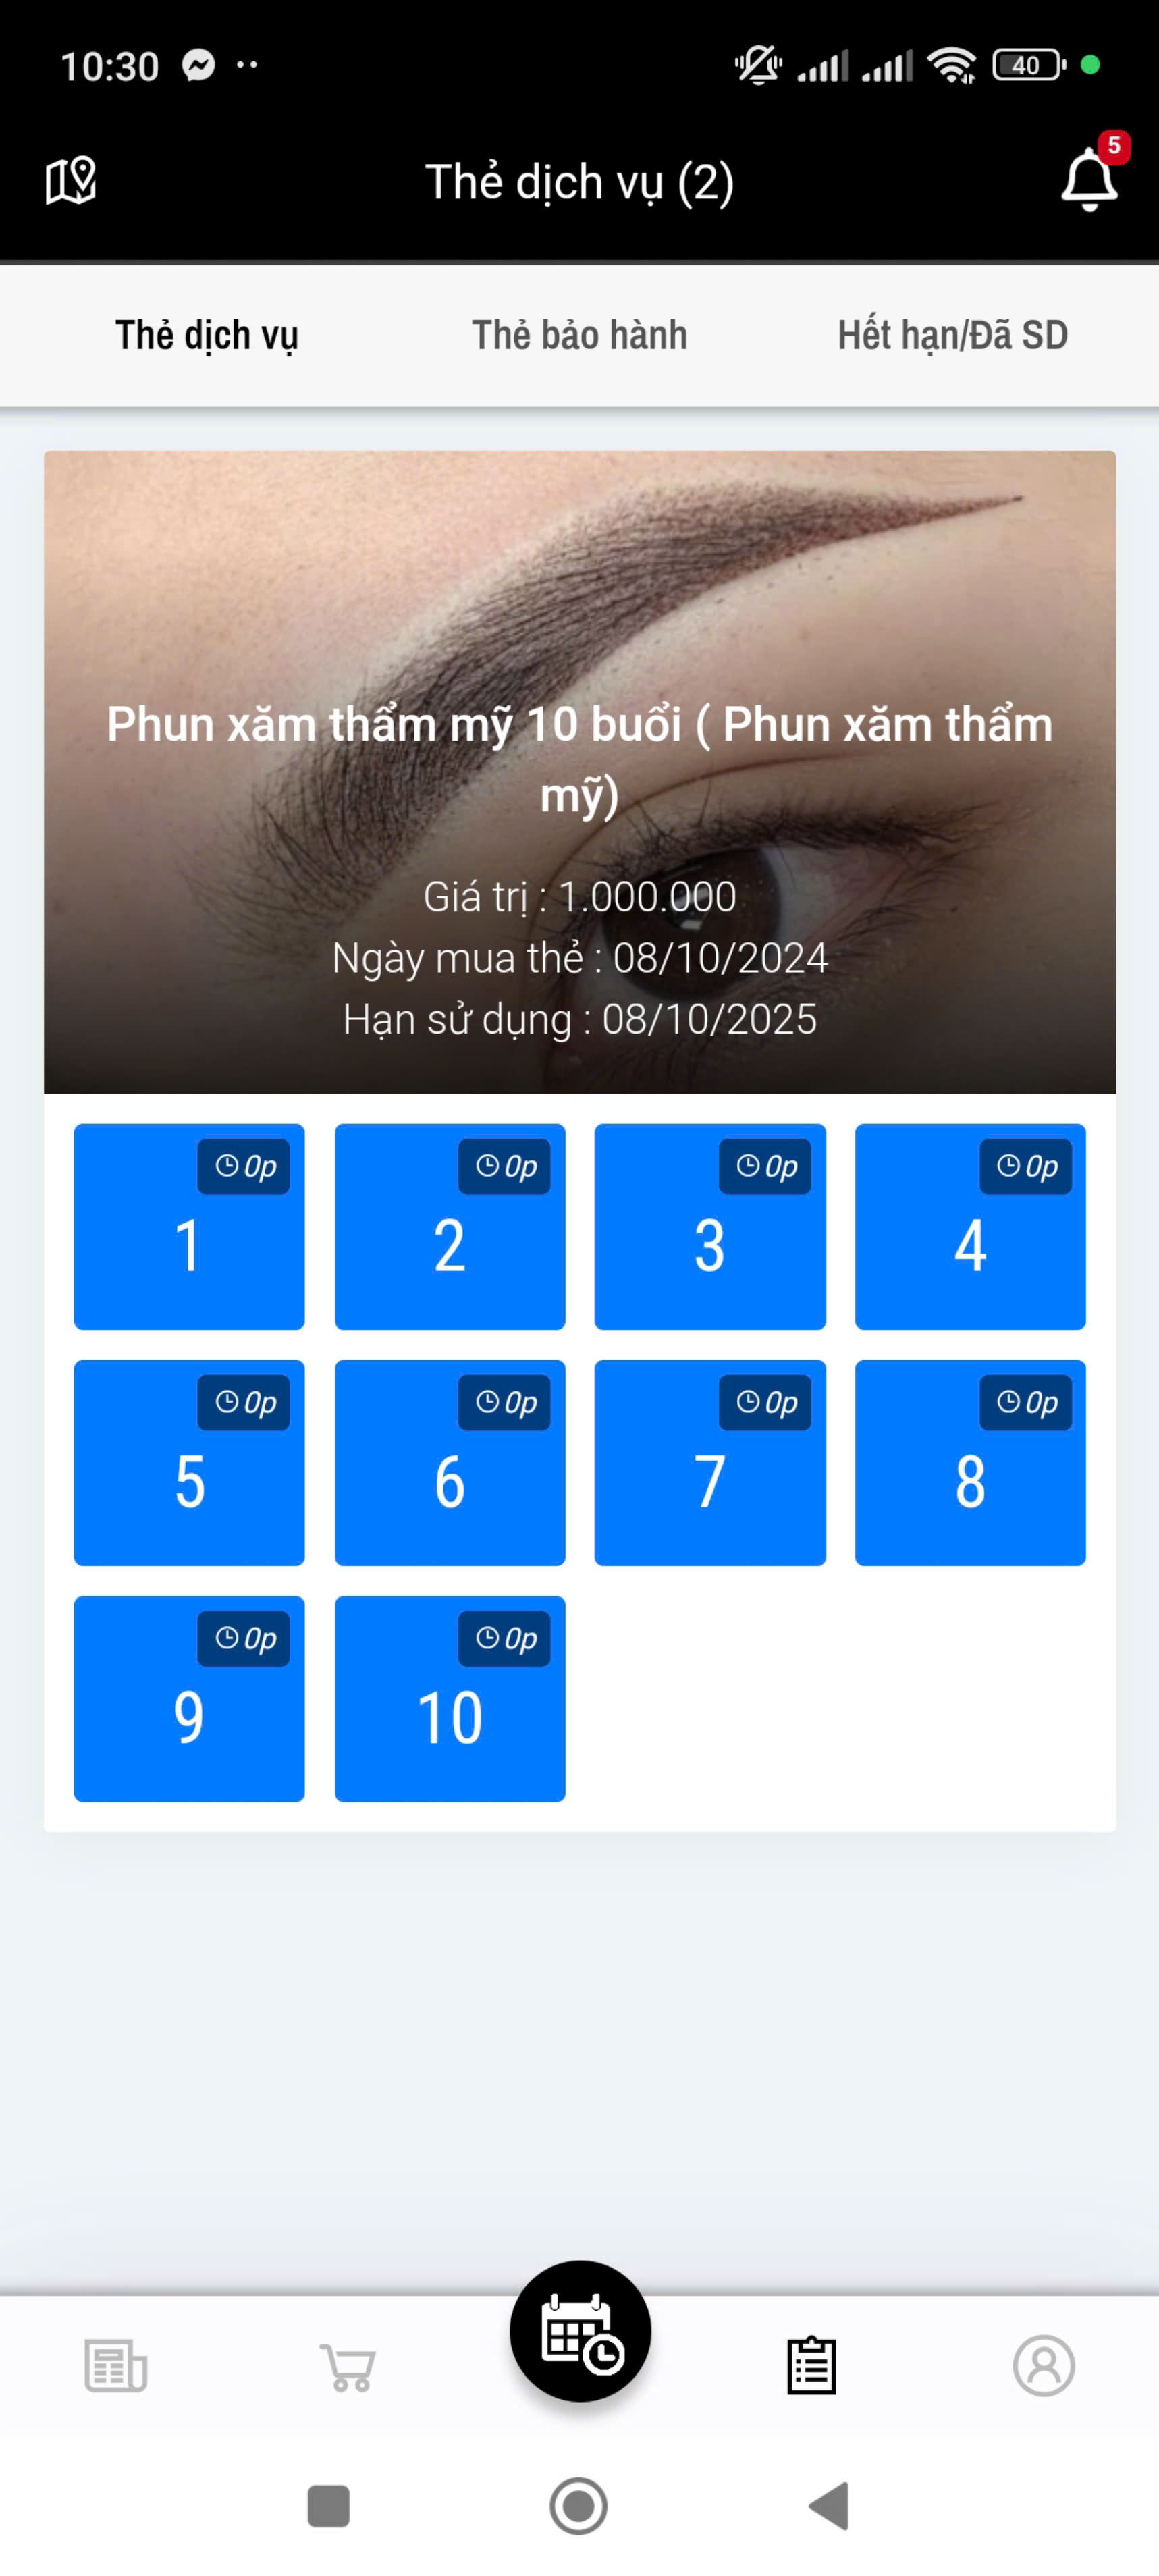 10:30
40
Thẻ dịch vụ (2)
5
Thẻ dịch vụ
Thẻ bảo hành
Hết hạn/Đã SD
Phun xăm thẩm mỹ 10 buổi ( Phun xăm thẩm
mỹ)
Giá trị : 1.000.000
Ngày mua thẻ : 08/10/2024
Hạn sử dụng : 08/10/2025
0p
0p
0p
0p
1
2
3
4
0p
0p
0p
0p
5
6
7
8
0p
0p
9
10